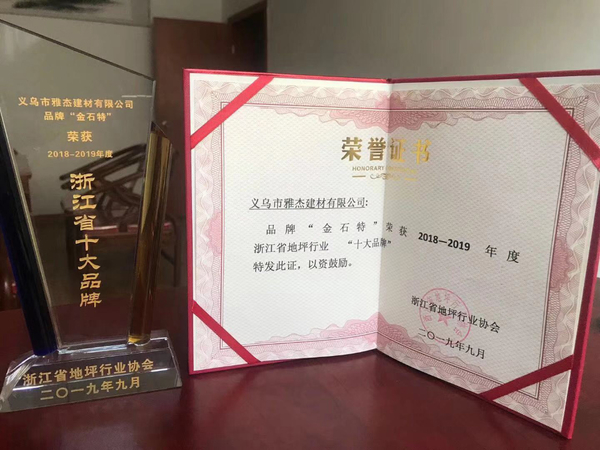 义乌市雅杰建材有限公司
品牌“金石特”
荣获
2018-2019年度
浙江省十大品牌
浙江省地坪行业协会
二〇一九年九月
荣誉证书
HONORARY
义乌市雅杰建材有限公司:
品牌“金石特”荣获 2018—2019 年度
浙江省地坪行业 “十大品牌”
特发此证，以资鼓励。
浙江省地坪行业协会
二〇一九年九月